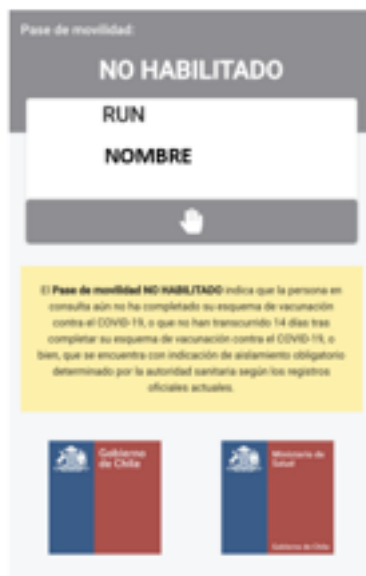 Pase de movilidad:
NO HABILITADO
RUN
NOMBRE
El Pase de movilidad NO HABILITADO indica que la persona en
consulta aún no ha completado su esquema de vacunación
contra el COVID-19, o que no han transcurrido 14 días tras
completar su esquema de vacunación contra el COVID-19, o
bien, que se encuentra con indicación de aislamiento obligatorio
determinado por la autoridad sanitaria según los registros
oficiales actuales.
Gobierno
de Chile
Ministerio de
Salud
Gobierno de Chile